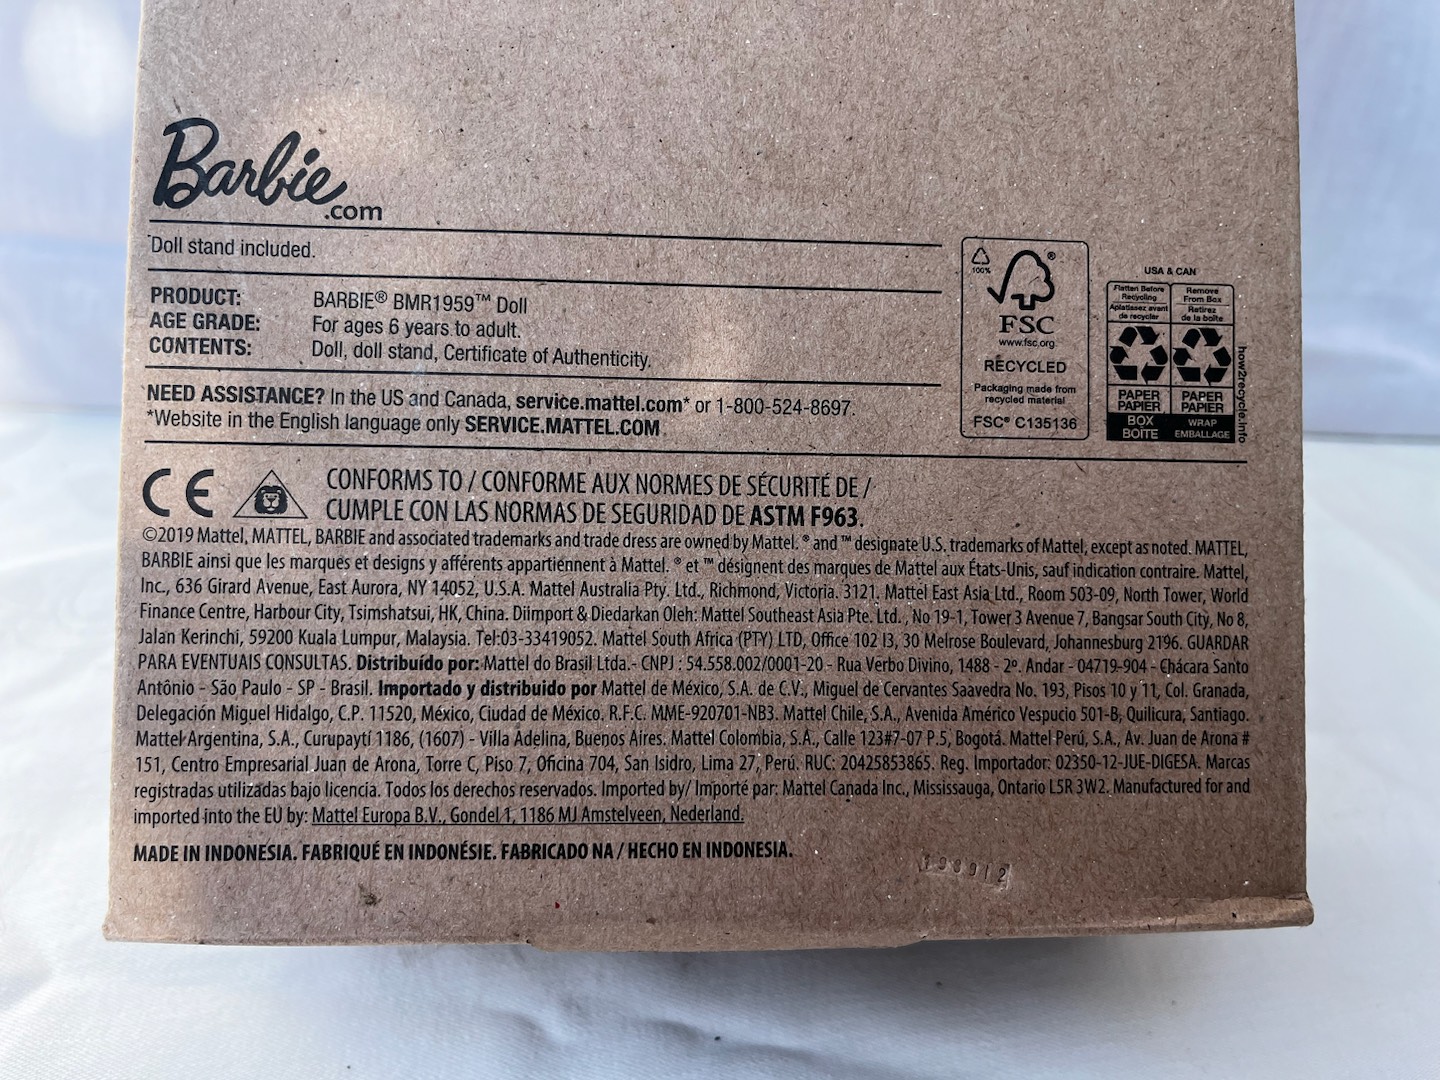 Barbie
.com
Doll stand included.
PRODUCT: BARBIE® BMR1959™ Doll
AGE GRADE: For ages 6 years to adult.
CONTENTS: Doll, doll stand, Certificate of Authenticity.
NEED ASSISTANCE? In the US and Canada, service.mattel.com* or 1-800-524-8697.
*Website in the English language only SERVICE.MATTEL.COM
100%
®
FSC
www.fsc.org
RECYCLED
Packaging made from
recycled material
FSC® C135136
USA & CAN
Flatten Before
Recycling
Aplatissez avant
de recycler
PAPER
PAPIER
BOX
BOÎTE
Remove
From Box
Retirez
de la boîte
PAPER
PAPIER
WRAP
EMBALLAGE
how2recycle.info
CE
CONFORMS TO / CONFORME AUX NORMES DE SÉCURITÉ DE /
CUMPLE CON LAS NORMAS DE SEGURIDAD DE ASTM F963.
©2019 Mattel, MATTEL, BARBIE and associated trademarks and trade dress are owned by Mattel. ® and ™ designate U.S. trademarks of Mattel, except as noted. MATTEL,
BARBIE ainsi que les marques et designs y afférents appartiennent à Mattel. ® et ™ désignent des marques de Mattel aux États-Unis, sauf indication contraire. Mattel,
Inc., 636 Girard Avenue, East Aurora, NY 14052, U.S.A. Mattel Australia Pty. Ltd., Richmond, Victoria. 3121. Mattel East Asia Ltd., Room 503-09, North Tower, World
Finance Centre, Harbour City, Tsimshatsui, HK, China. Diimport & Diedarkan Oleh: Mattel Southeast Asia Pte. Ltd., No 19-1, Tower 3 Avenue 7, Bangsar South City, No 8,
Jalan Kerinchi, 59200 Kuala Lumpur, Malaysia. Tel:03-33419052. Mattel South Africa (PTY) LTD, Office 102 I3, 30 Melrose Boulevard, Johannesburg 2196. GUARDAR
PARA EVENTUAIS CONSULTAS. Distribuído por: Mattel do Brasil Ltda.- CNPJ : 54.558.002/0001-20 - Rua Verbo Divino, 1488 - 2º. Andar - 04719-904 - Chácara Santo
Antônio - São Paulo - SP - Brasil. Importado y distribuido por Mattel de México, S.A. de C.V., Miguel de Cervantes Saavedra No. 193, Pisos 10 y 11, Col. Granada,
Delegación Miguel Hidalgo, C.P. 11520, México, Ciudad de México. R.F.C. MME-920701-NB3. Mattel Chile, S.A., Avenida Américo Vespucio 501-B, Quilicura, Santiago.
Mattel Argentina, S.A., Curupaytí 1186, (1607) - Villa Adelina, Buenos Aires. Mattel Colombia, S.A., Calle 123#7-07 P.5, Bogotá. Mattel Perú, S.A., Av. Juan de Arona #
151, Centro Empresarial Juan de Arona, Torre C, Piso 7, Oficina 704, San Isidro, Lima 27, Perú. RUC: 20425853865. Reg. Importador: 02350-12-JUE-DIGESA. Marcas
registradas utilizadas bajo licencia. Todos los derechos reservados. Imported by/ Importé par: Mattel Canada Inc., Mississauga, Ontario L5R 3W2. Manufactured for and
imported into the EU by: Mattel Europa B.V., Gondel 1, 1186 MJ Amstelveen, Nederland.
MADE IN INDONESIA. FABRIQUÉ EN INDONÉSIE. FABRICADO NA / HECHO EN INDONESIA.